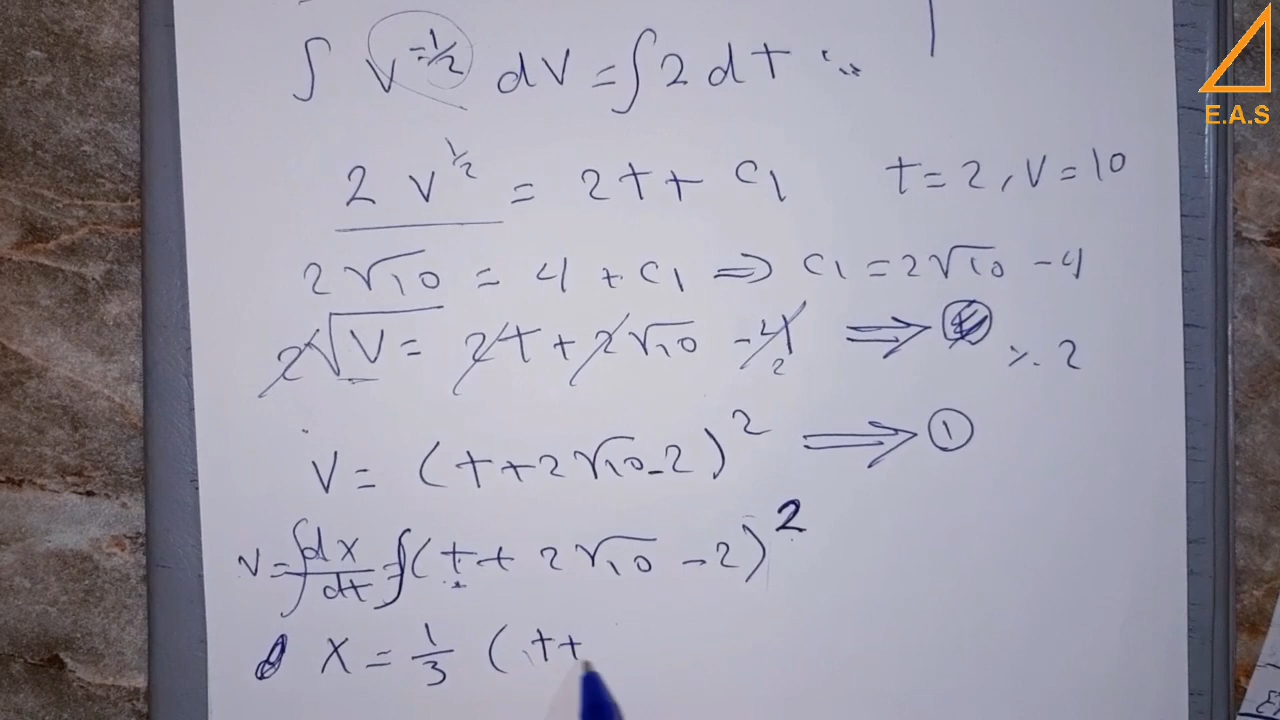 ∫ V^-1/2 dV = ∫ 2 dt
E.A.S
2 V^1/2 = 2t + C1 t = 2, V = 10
2√10 = 4 + C1 ⇒ C1 = 2√10 - 4
2√V = 2t + 2√10 - 4 2 ⇒ ÷ 2
V = (t + 2√10 - 2)^2 ⇒ ①
V = ∫ dx/dt = ∫ (t + 2√10 - 2)^2
X = 1/3 (t +